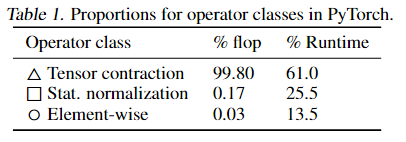 Table 1. Proportions for operator classes in PyTorch.
Operator class % flop % Runtime
△ Tensor contraction 99.80 61.0
□ Stat. normalization 0.17 25.5
○ Element-wise 0.03 13.5